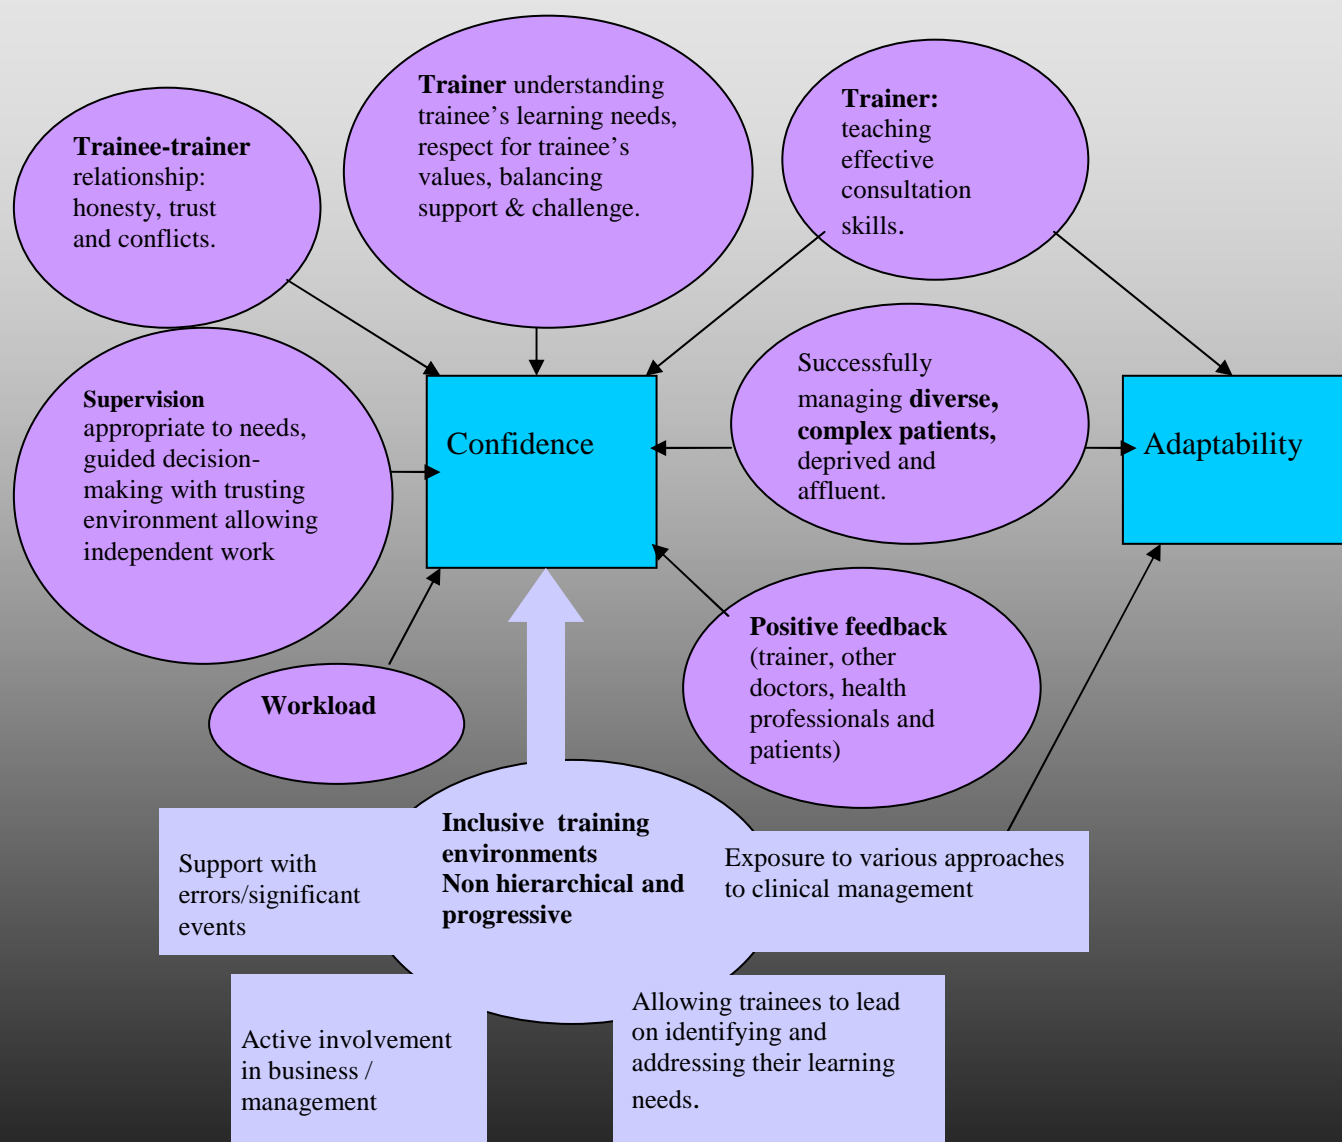 Trainee-trainer
relationship:
honesty, trust
and conflicts.
Trainer understanding
trainee’s learning needs,
respect for trainee’s
values, balancing
support & challenge.
Trainer:
teaching
effective
consultation
skills.
Supervision
appropriate to needs,
guided decision-
making with trusting
environment allowing
independent work
Confidence
Successfully
managing diverse,
complex patients,
deprived and
affluent.
Adaptability
Workload
Positive feedback
(trainer, other
doctors, health
professionals and
patients)
Inclusive training
environments
Non hierarchical and
progressive
Support with
errors/significant
events
Exposure to various approaches
to clinical management
Active involvement
in business /
management
Allowing trainees to lead
on identifying and
addressing their learning
needs.